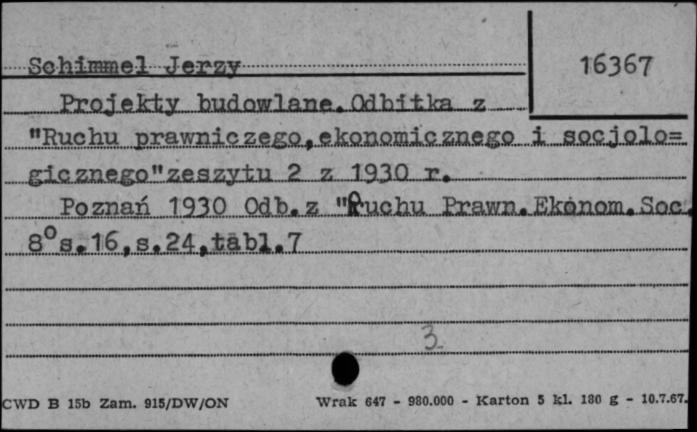 Schimmel Jerzy
16367
Projekty budowlane.Odbitka z
"Ruchu prawniczego,ekonomicznego i socjolo=
gicznego"zeszytu 2 z 1930 r.
Poznań 1930 Odb.z "Ruchu Prawn.Ekonom.Soc.
8° s.16,s.24,tabl.7
3
CWD B 15b Zam. 915/DW/ON Wrak 647 - 980.000 - Karton 5 kl. 180 g - 10.7.67.